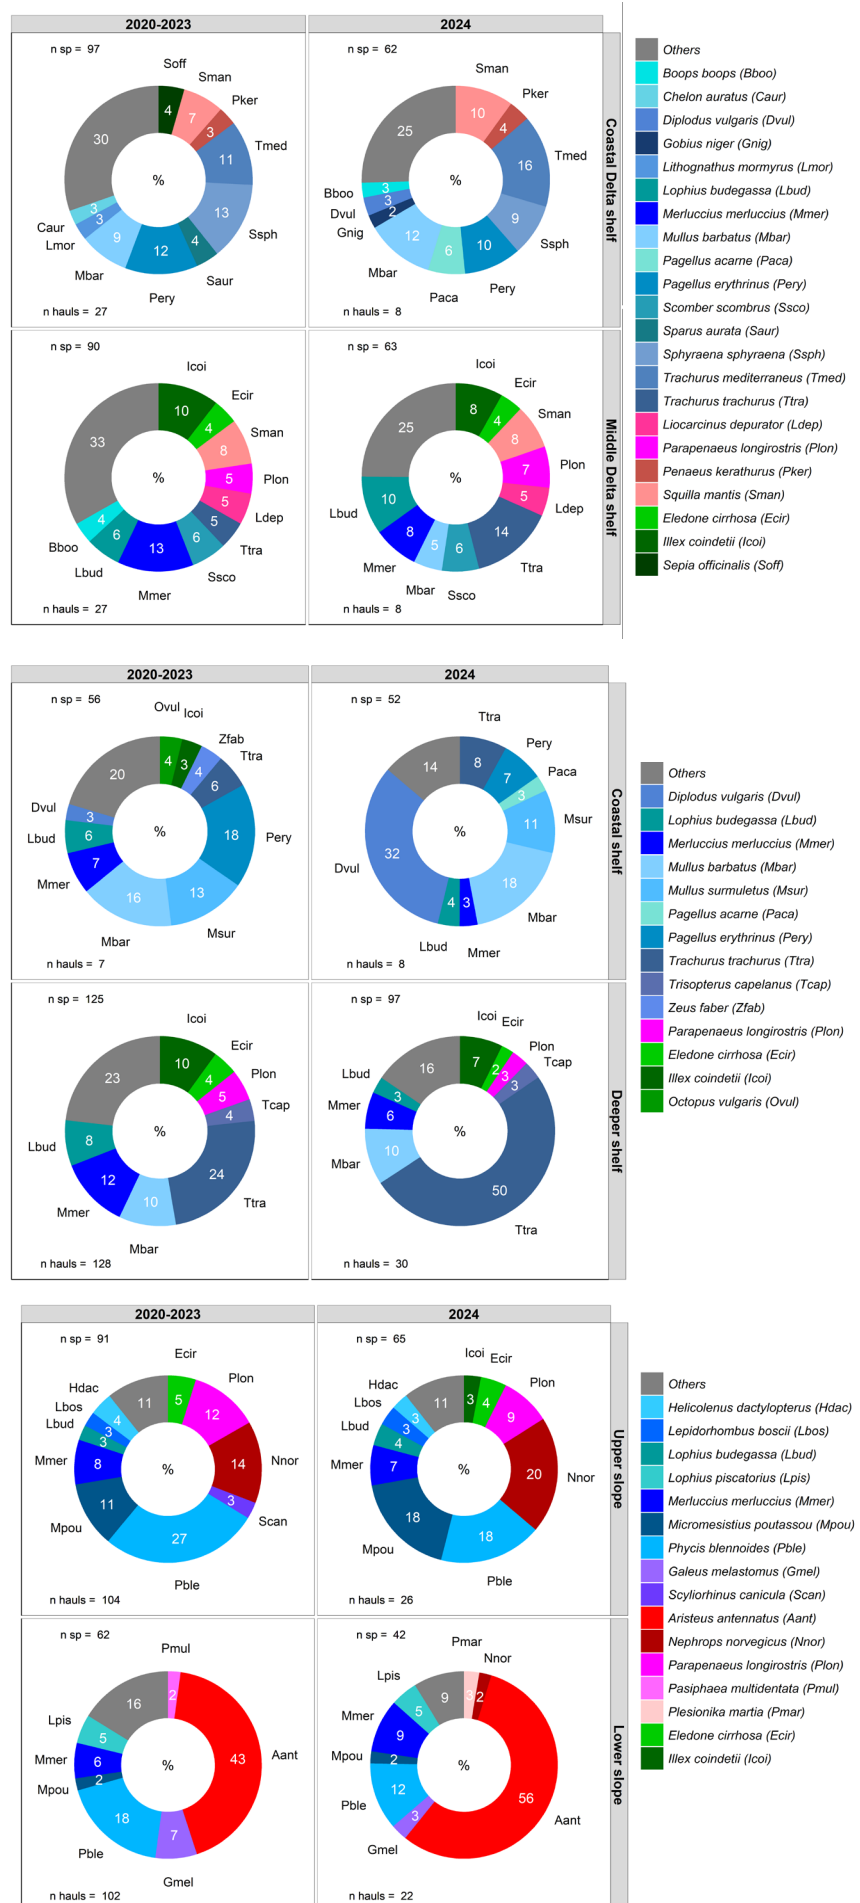 2020-2023
2024
n sp = 97
Soff
Sman
Pker
Tmed
Ssph
Saur
Pery
Mbar
Lmor
Caur
4
7
3
11
13
4
12
9
3
3
30
%
n hauls = 27
n sp = 62
Sman
Pker
Tmed
Ssph
Pery
Paca
Mbar
Gnig
Dvul
Bboo
10
4
16
9
10
6
12
2
3
3
25
%
n hauls = 8
Coastal Delta shelf
n sp = 90
Icoi
Ecir
Sman
Plon
Ldep
Ttra
Ssco
Mmer
Lbud
Bboo
10
4
8
5
5
5
6
13
6
4
33
%
n hauls = 27
n sp = 63
Icoi
Ecir
Sman
Plon
Ldep
Ttra
Ssco
Mbar
Mmer
Lbud
8
4
8
7
5
14
6
5
8
10
25
%
n hauls = 8
Middle Delta shelf
Others
Boops boops (Bboo)
Chelon auratus (Caur)
Diplodus vulgaris (Dvul)
Gobius niger (Gnig)
Lithognathus mormyrus (Lmor)
Lophius budegassa (Lbud)
Merluccius merluccius (Mmer)
Mullus barbatus (Mbar)
Pagellus acarne (Paca)
Pagellus erythrinus (Pery)
Scomber scombrus (Ssco)
Sparus aurata (Saur)
Sphyraena sphyraena (Ssph)
Trachurus mediterraneus (Tmed)
Trachurus trachurus (Ttra)
Liocarcinus depurator (Ldep)
Parapenaeus longirostris (Plon)
Penaeus kerathurus (Pker)
Squilla mantis (Sman)
Eledone cirrhosa (Ecir)
Illex coindetii (Icoi)
Sepia officinalis (Soff)
2020-2023
2024
n sp = 56
Ovul
Icoi
Zfab
Ttra
Pery
Msur
Mbar
Mmer
Lbud
Dvul
4
3
4
6
18
13
16
7
6
3
20
%
n hauls = 7
n sp = 52
Ttra
Pery
Paca
Msur
Mbar
Mmer
Lbud
Dvul
8
7
3
11
18
3
4
32
14
%
n hauls = 8
Coastal shelf
n sp = 125
Icoi
Ecir
Plon
Tcap
Ttra
Mbar
Mmer
Lbud
10
4
5
4
24
10
12
8
23
%
n hauls = 128
n sp = 97
Icoi
Ecir
Plon
Tcap
Ttra
Mbar
Mmer
Lbud
7
2
3
3
50
10
6
3
16
%
n hauls = 30
Deeper shelf
Others
Diplodus vulgaris (Dvul)
Lophius budegassa (Lbud)
Merluccius merluccius (Mmer)
Mullus barbatus (Mbar)
Mullus surmuletus (Msur)
Pagellus acarne (Paca)
Pagellus erythrinus (Pery)
Trachurus trachurus (Ttra)
Trisopterus capelanus (Tcap)
Zeus faber (Zfab)
Parapenaeus longirostris (Plon)
Eledone cirrhosa (Ecir)
Illex coindetii (Icoi)
Octopus vulgaris (Ovul)
2020-2023
2024
n sp = 91
Ecir
Plon
Nnor
Scan
Pble
Mpou
Mmer
Lbud
Lbos
Hdac
5
12
14
3
27
11
8
3
3
4
11
%
n hauls = 104
n sp = 65
Icoi
Ecir
Plon
Nnor
Pble
Mpou
Mmer
Lbud
Lbos
Hdac
3
4
9
20
18
18
7
4
3
3
11
%
n hauls = 26
Upper slope
n sp = 62
Pmul
Aant
Gmel
Pble
Mpou
Mmer
Lpis
2
43
7
18
2
6
5
16
%
n hauls = 102
n sp = 42
Pmar
Nnor
Aant
Gmel
Pble
Mpou
Mmer
Lpis
3
2
56
3
12
2
9
5
9
%
n hauls = 22
Lower slope
Others
Helicolenus dactylopterus (Hdac)
Lepidorhombus boscii (Lbos)
Lophius budegassa (Lbud)
Lophius piscatorius (Lpis)
Merluccius merluccius (Mmer)
Micromesistius poutassou (Mpou)
Phycis blennoides (Pble)
Galeus melastomus (Gmel)
Scyliorhinus canicula (Scan)
Aristeus antennatus (Aant)
Nephrops norvegicus (Nnor)
Parapenaeus longirostris (Plon)
Pasiphaea multidentata (Pmul)
Plesionika martia (Pmar)
Eledone cirrhosa (Ecir)
Illex coindetii (Icoi)